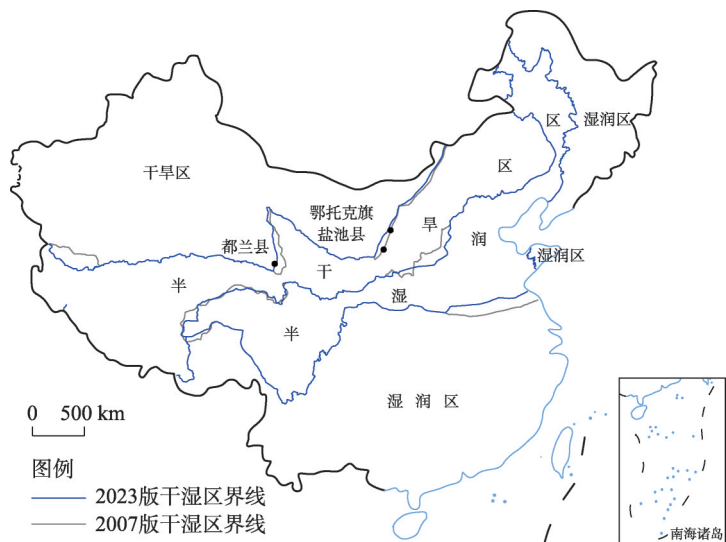 区
湿润区
干旱区
区
鄂托克旗
盐池县
旱
都兰县
润
湿润区
干
半
湿
半
湿 润 区
0 500 km
图例
2023版干湿区界线
2007版干湿区界线
南海诸岛